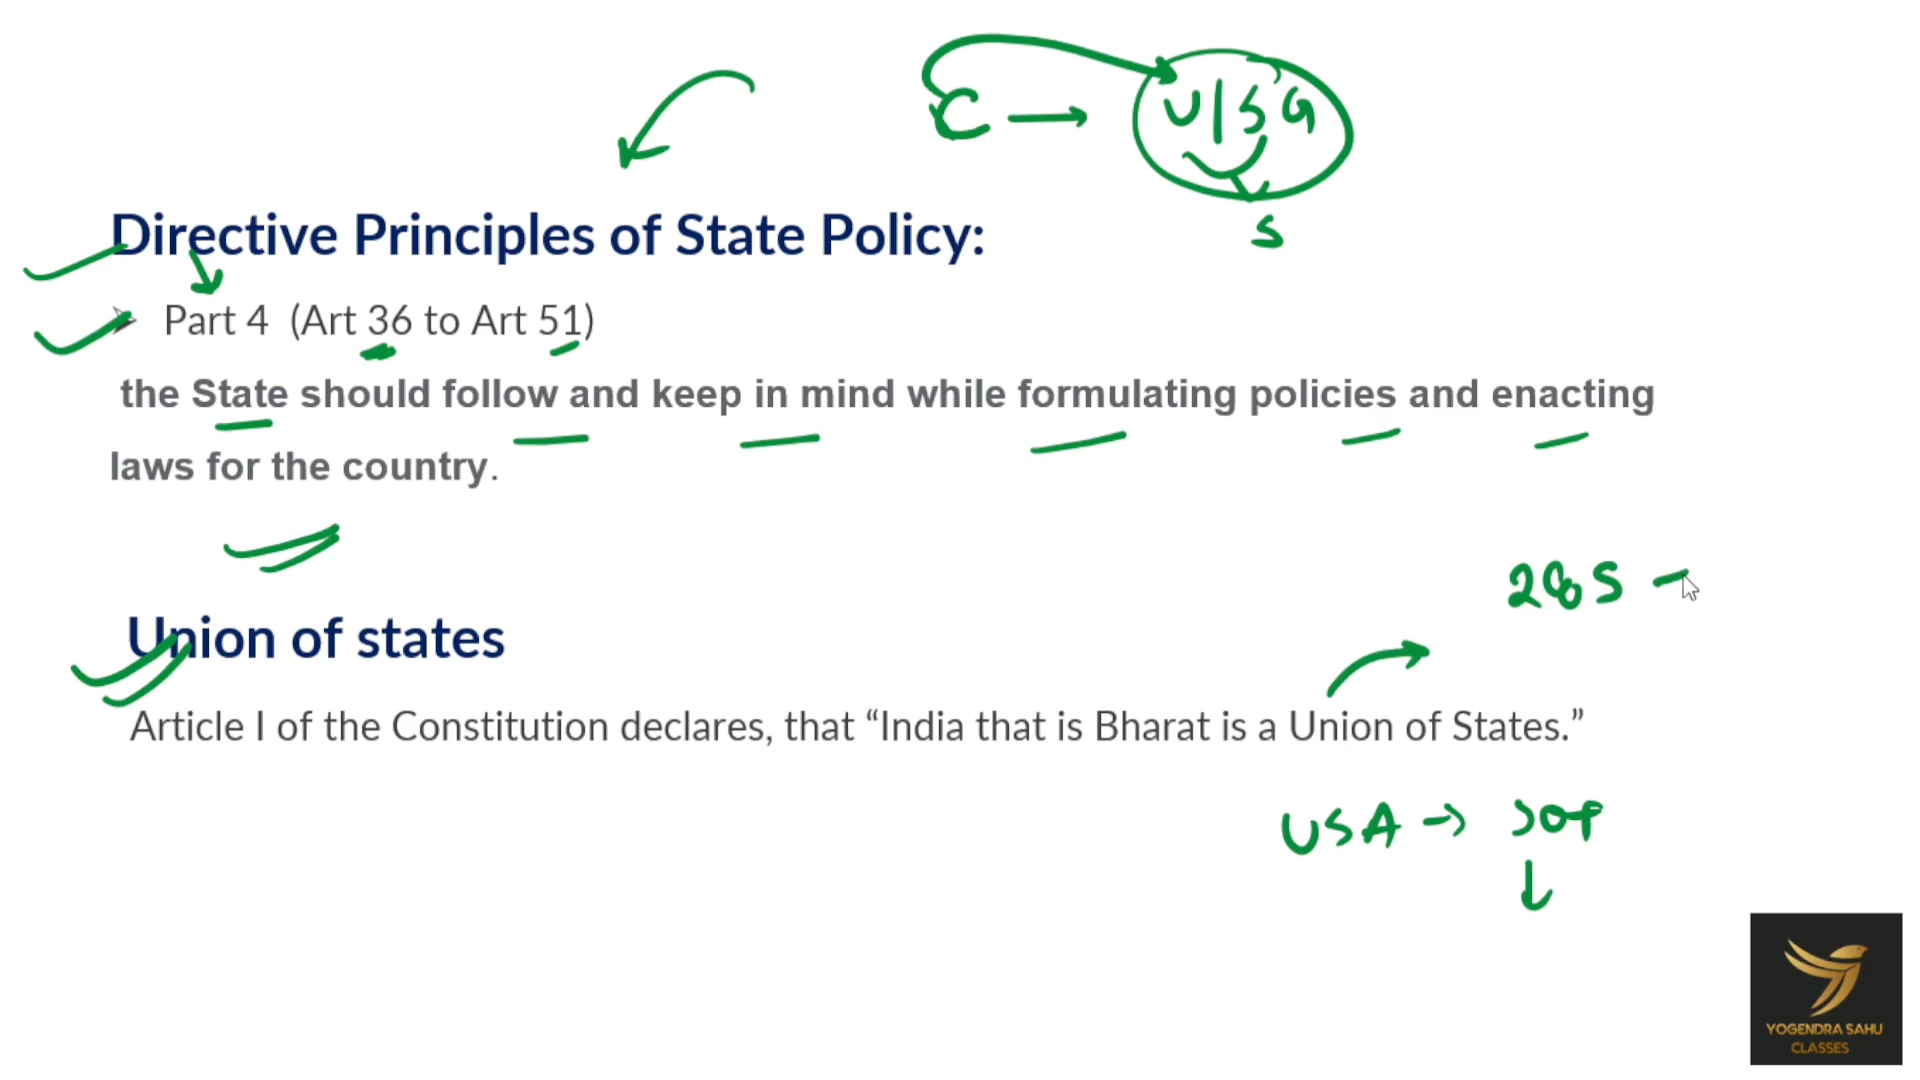 C → U/SG
S
Directive Principles of State Policy:
➤ Part 4 (Art 36 to Art 51)
the State should follow and keep in mind while formulating policies and enacting
laws for the country.
28 S -
Union of states
Article I of the Constitution declares, that “India that is Bharat is a Union of States.”
USA →
YOGENDRA SAHU
CLASSES